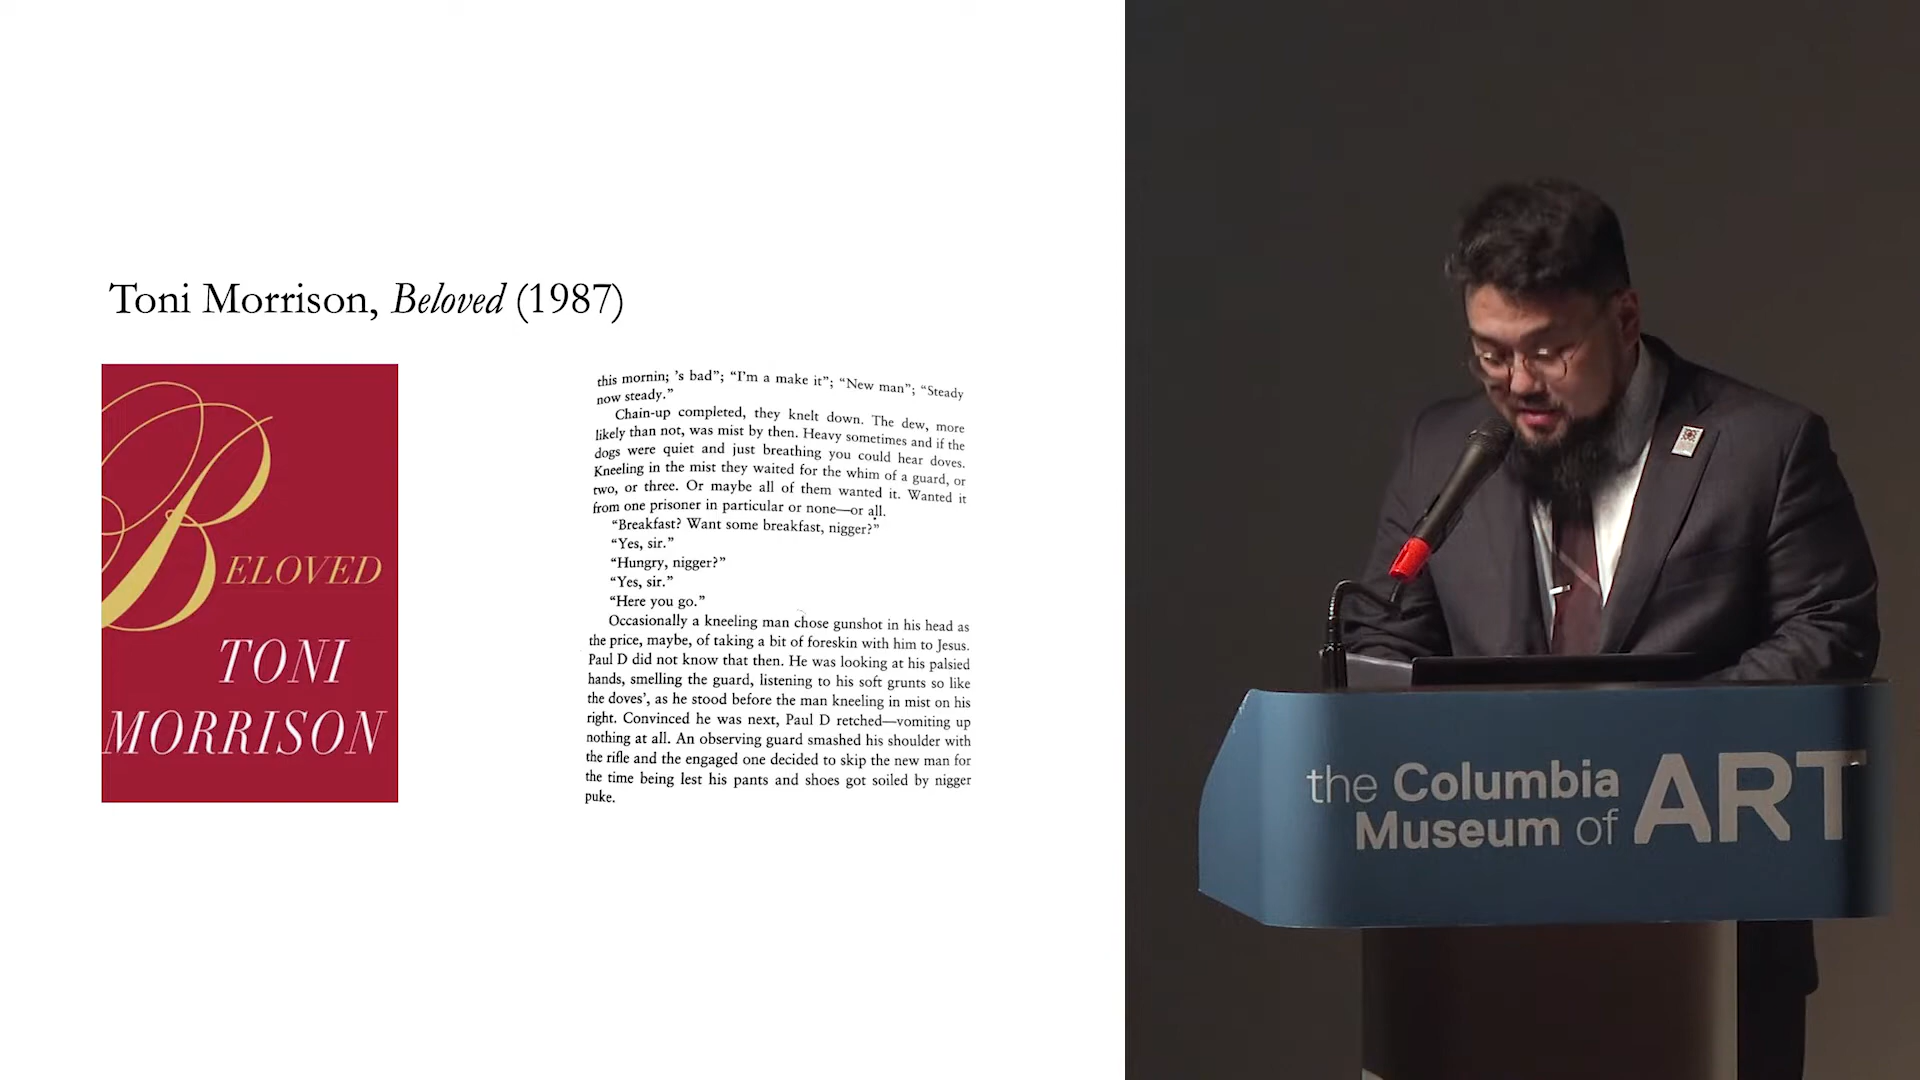 Toni Morrison, Beloved (1987)
BELOVED
TONI
MORRISON
this mornin; 's bad”; “I'm a make it”; “New man”; “Steady
now steady.”
Chain-up completed, they knelt down. The dew, more
likely than not, was mist by then. Heavy sometimes and if the
dogs were quiet and just breathing you could hear doves.
Kneeling in the mist they waited for the whim of a guard, or
two, or three. Or maybe all of them wanted it. Wanted it
from one prisoner in particular or none—or all.
“Breakfast? Want some breakfast, nigger?”
“Yes, sir.”
“Hungry, nigger?”
“Yes, sir.”
“Here you go.”
Occasionally a kneeling man chose gunshot in his head as
the price, maybe, of taking a bit of foreskin with him to Jesus.
Paul D did not know that then. He was looking at his palsied
hands, smelling the guard, listening to his soft grunts so like
the doves', as he stood before the man kneeling in mist on his
right. Convinced he was next, Paul D retched—vomiting up
nothing at all. An observing guard smashed his shoulder with
the rifle and the engaged one decided to skip the new man for
the time being lest his pants and shoes got soiled by nigger
puke.
the Columbia
Museum of ART